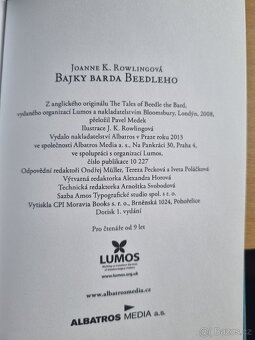 Joanne K. Rowlingová
Bajky barda Beedleho
Z anglického originálu The Tales of Beedle the Bard,
vydaného organizací Lumos a nakladatelstvím Bloomsbury, Londýn, 2008,
přeložil Pavel Medek
Ilustrace J. K. Rowlingová
Vydalo nakladatelství Albatros v Praze roku 2013
ve společnosti Albatros Media a. s., Na Pankráci 30, Praha 4,
ve spolupráci s organizací Lumos,
číslo publikace 10 227
Odpovědní redaktoři Ondřej Müller, Tereza Pecková a Iveta Poláčková
Výtvarná redaktorka Alexandra Horová
Technická redaktorka Arnoštka Svobodová
Sazba Amos Typografické studio spol. s r. o.
Vytiskla CPI Moravia Books s. r. o., Brněnská 1024, Pohořelice
Dotisk 1. vydání
Pro čtenáře od 9 let
LUMOS
www.lumos.org.uk
www.albatrosmedia.cz
ALBATROS MEDIA a.s.